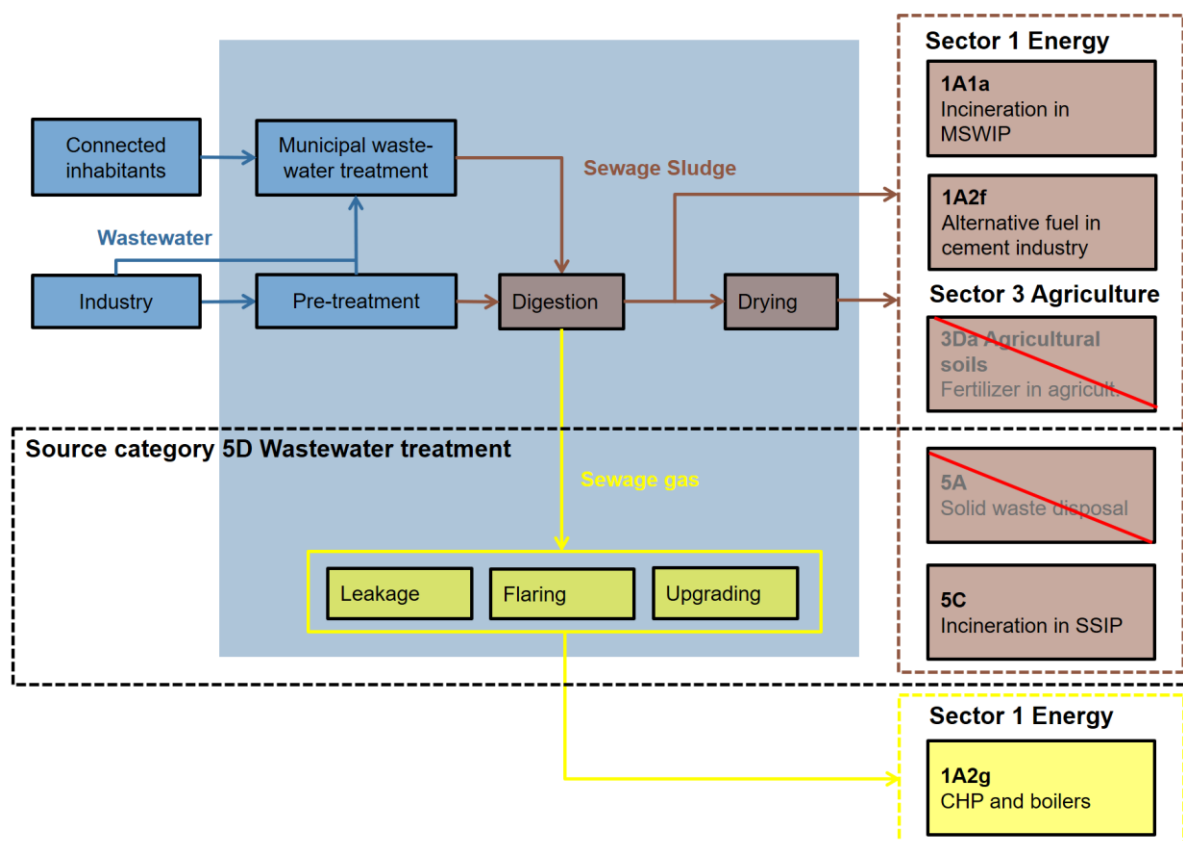 Sector 1 Energy
1A1a
Incineration in
MSWIP
Connected
inhabitants
Municipal waste-
water treatment
Sewage Sludge
1A2f
Alternative fuel in
cement industry
Wastewater
Industry
Pre-treatment
Digestion
Drying
Sector 3 Agriculture
3Da Agricultural
soils
Fertilizer in agricult.
Source category 5D Wastewater treatment
Sewage gas
5A
Solid waste disposal
Leakage
Flaring
Upgrading
5C
Incineration in SSIP
Sector 1 Energy
1A2g
CHP and boilers